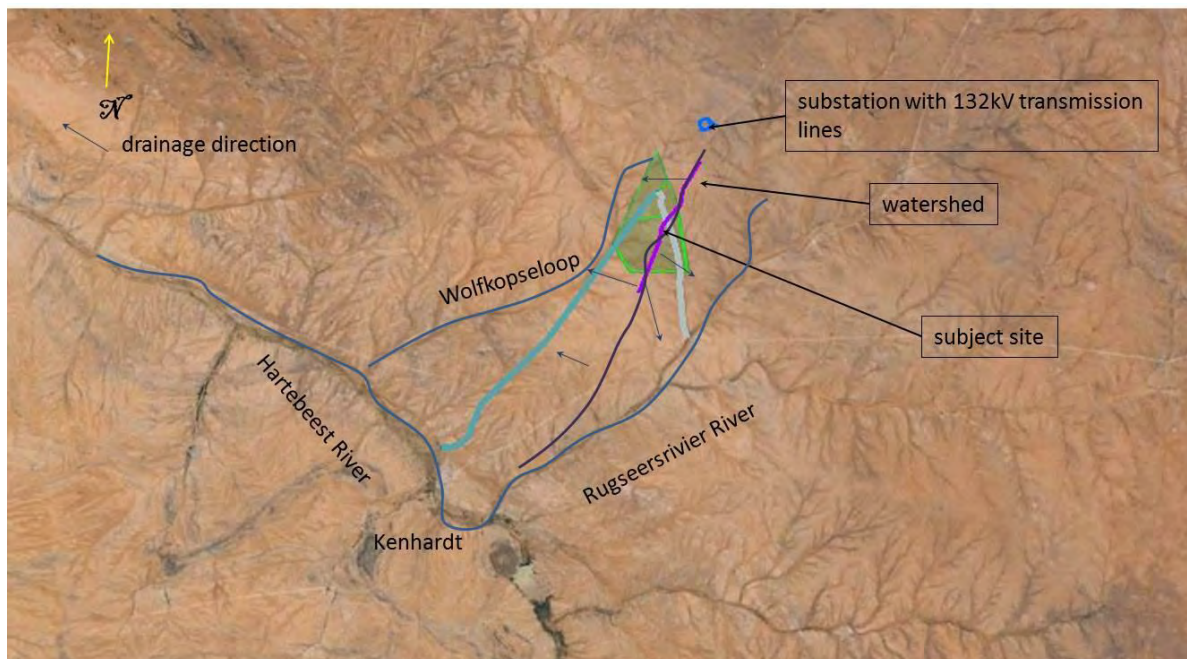 N
drainage direction
substation with 132kV transmission
lines
watershed
Wolfkopseloop
subject site
Hartebeest River
Rugseersrivier River
Kenhardt